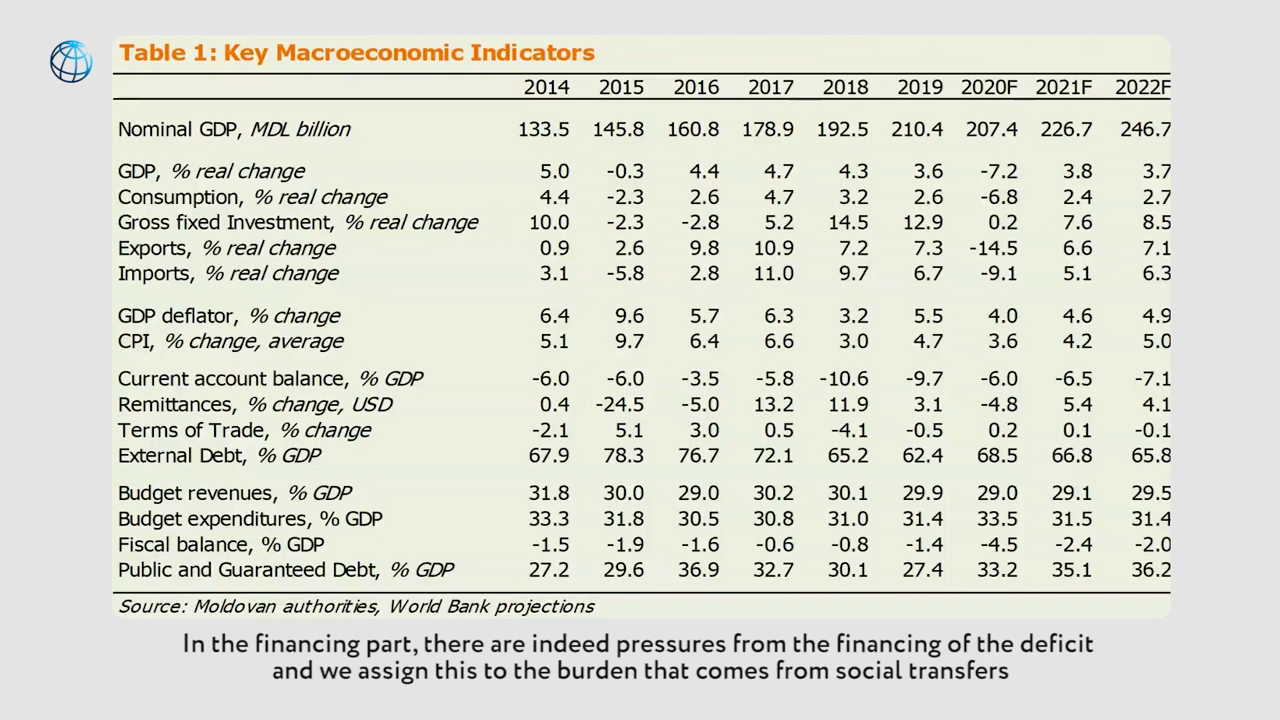 Table 1: Key Macroeconomic Indicators
2014 2015 2016 2017 2018 2019 2020F 2021F 2022F
Nominal GDP, MDL billion 133.5 145.8 160.8 178.9 192.5 210.4 207.4 226.7 246.7
GDP, % real change 5.0 -0.3 4.4 4.7 4.3 3.6 -7.2 3.8 3.7
Consumption, % real change 4.4 -2.3 2.6 4.7 3.2 2.6 -6.8 2.4 2.7
Gross fixed Investment, % real change 10.0 -2.3 -2.8 5.2 14.5 12.9 0.2 7.6 8.5
Exports, % real change 0.9 2.6 9.8 10.9 7.2 7.3 -14.5 6.6 7.1
Imports, % real change 3.1 -5.8 2.8 11.0 9.7 6.7 -9.1 5.1 6.3
GDP deflator, % change 6.4 9.6 5.7 6.3 3.2 5.5 4.0 4.6 4.9
CPI, % change, average 5.1 9.7 6.4 6.6 3.0 4.7 3.6 4.2 5.0
Current account balance, % GDP -6.0 -6.0 -3.5 -5.8 -10.6 -9.7 -6.0 -6.5 -7.1
Remittances, % change, USD 0.4 -24.5 -5.0 13.2 11.9 3.1 -4.8 5.4 4.1
Terms of Trade, % change -2.1 5.1 3.0 0.5 -4.1 -0.5 0.2 0.1 -0.1
External Debt, % GDP 67.9 78.3 76.7 72.1 65.2 62.4 68.5 66.8 65.8
Budget revenues, % GDP 31.8 30.0 29.0 30.2 30.1 29.9 29.0 29.1 29.5
Budget expenditures, % GDP 33.3 31.8 30.5 30.8 31.0 31.4 33.5 31.5 31.4
Fiscal balance, % GDP -1.5 -1.9 -1.6 -0.6 -0.8 -1.4 -4.5 -2.4 -2.0
Public and Guaranteed Debt, % GDP 27.2 29.6 36.9 32.7 30.1 27.4 33.2 35.1 36.2
Source: Moldovan authorities, World Bank projections
In the financing part, there are indeed pressures from the financing of the deficit
and we assign this to the burden that comes from social transfers